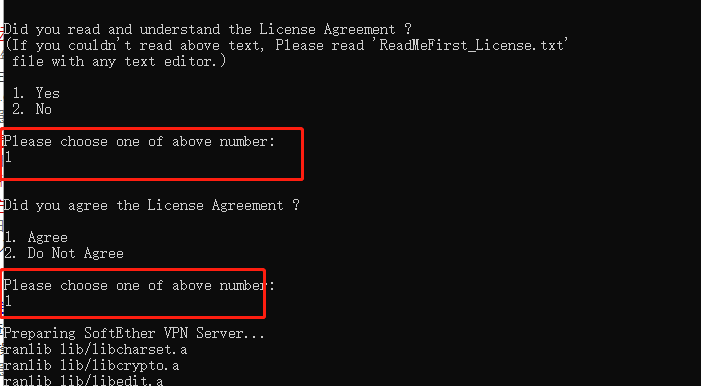 Did you read and understand the License Agreement ?
(If you couldn't read above text, Please read 'ReadMeFirst_License.txt'
file with any text editor.)
1. Yes
2. No
Please choose one of above number:
1
Did you agree the License Agreement ?
1. Agree
2. Do Not Agree
Please choose one of above number:
1
Preparing SoftEther VPN Server...
ranlib lib/libcharset.a
ranlib lib/libcrypto.a
ranlib lib/libedit.a